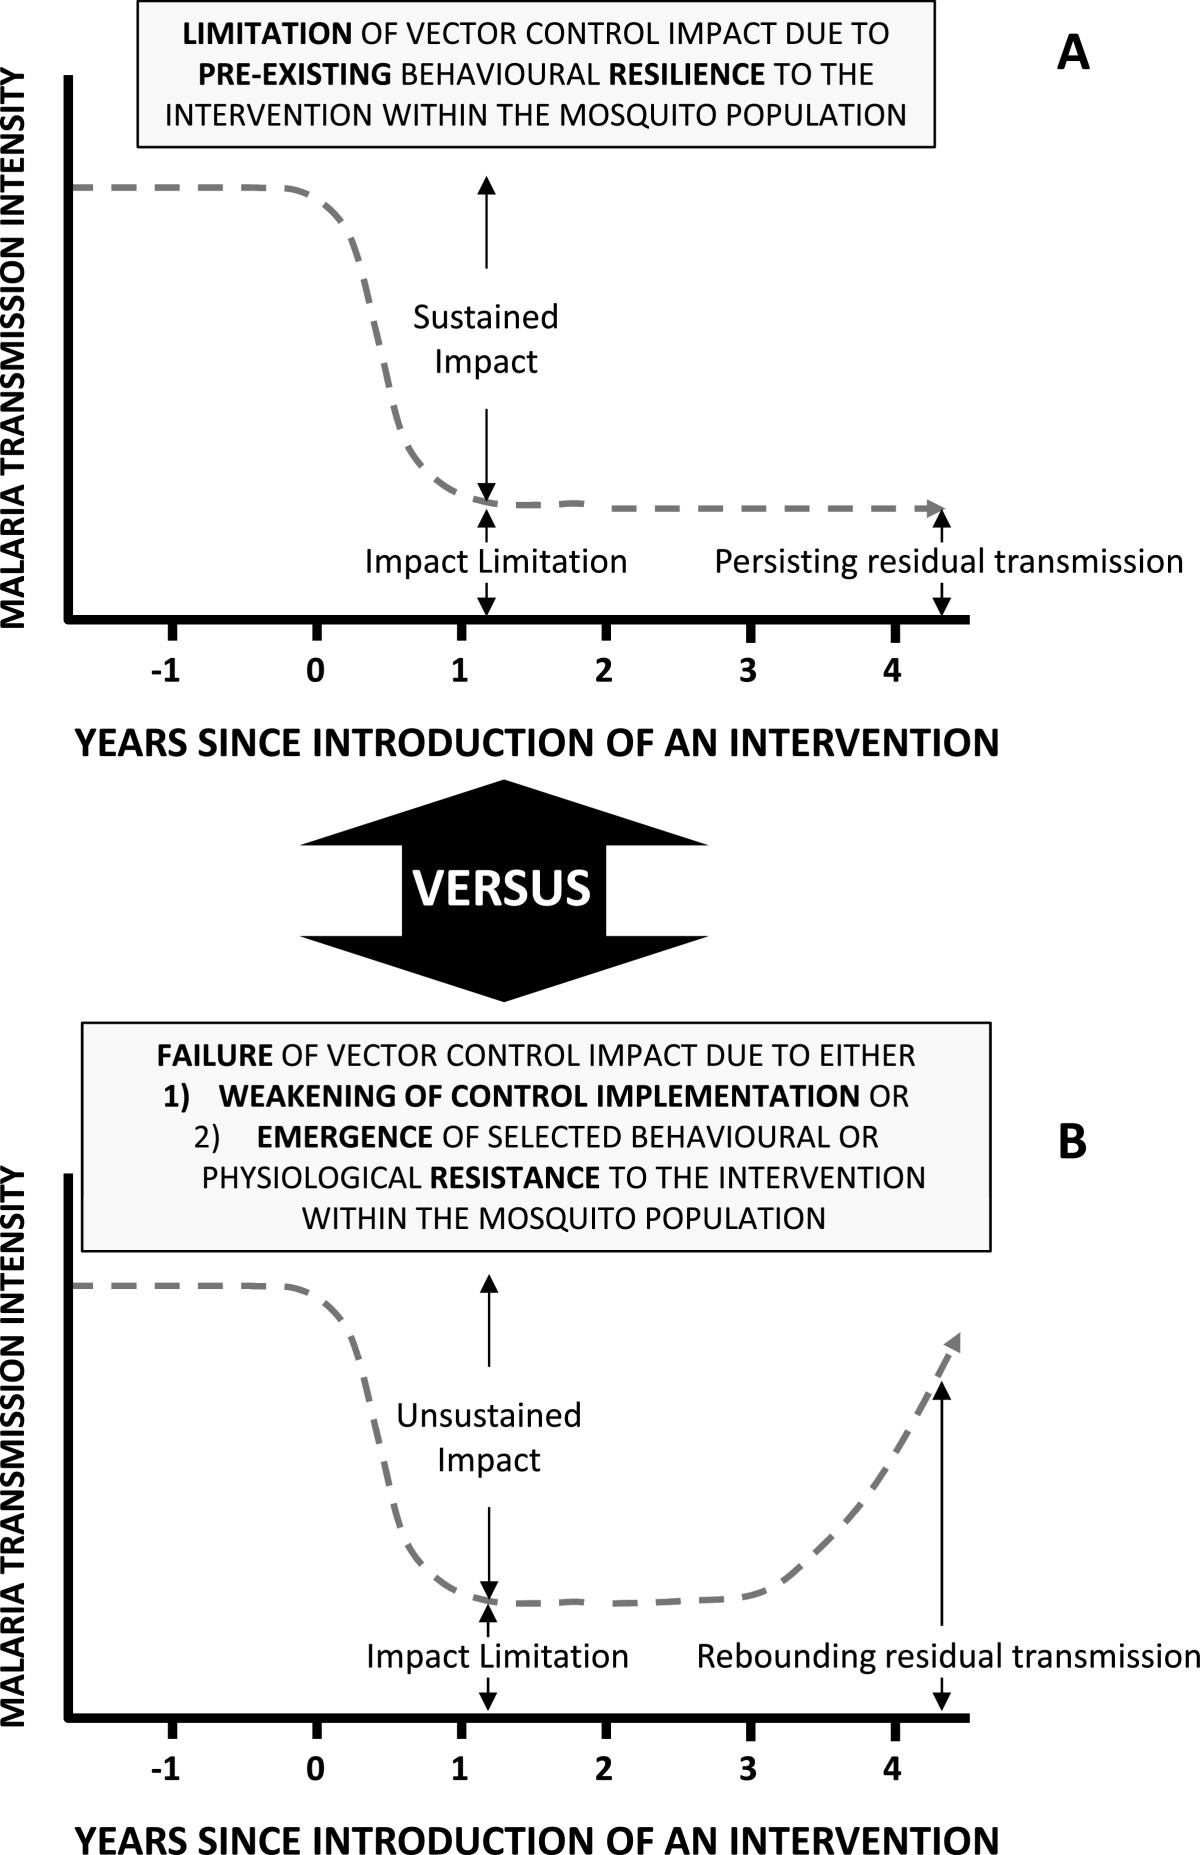 LIMITATION OF VECTOR CONTROL IMPACT DUE TO
PRE-EXISTING BEHAVIOURAL RESILIENCE TO THE
INTERVENTION WITHIN THE MOSQUITO POPULATION
A
MALARIA TRANSMISSION INTENSITY
Sustained
Impact
Impact Limitation
Persisting residual transmission
-1 0 1 2 3 4
YEARS SINCE INTRODUCTION OF AN INTERVENTION
VERSUS
FAILURE OF VECTOR CONTROL IMPACT DUE TO EITHER
1) WEAKENING OF CONTROL IMPLEMENTATION OR
2) EMERGENCE OF SELECTED BEHAVIOURAL OR
PHYSIOLOGICAL RESISTANCE TO THE INTERVENTION
WITHIN THE MOSQUITO POPULATION
B
MALARIA TRANSMISSION INTENSITY
Unsustained
Impact
Impact Limitation
Rebounding residual transmission
-1 0 1 2 3 4
YEARS SINCE INTRODUCTION OF AN INTERVENTION